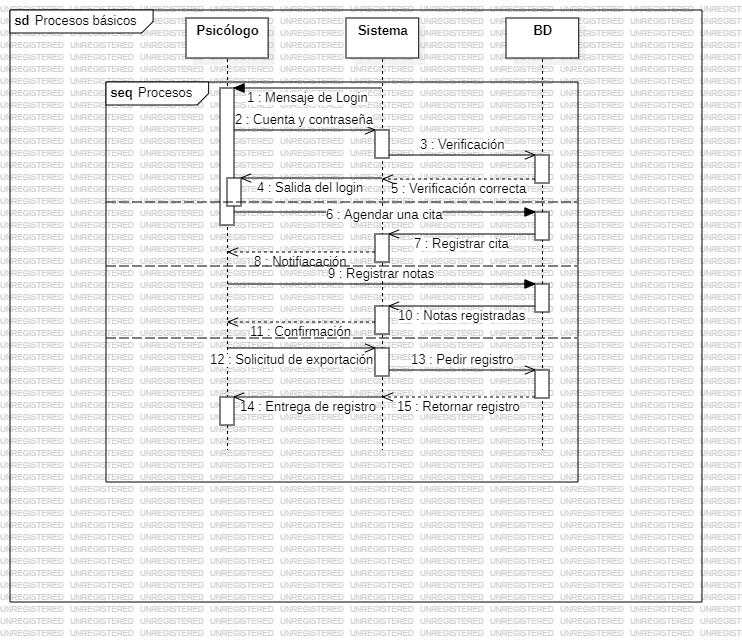 sd Procesos básicos
Psicólogo
Sistema
BD
seq Procesos
1 : Mensaje de Login
2 : Cuenta y contraseña
3 : Verificación
4 : Salida del login
5 : Verificación correcta
6 : Agendar una cita
7 : Registrar cita
8 : Notifiacación
9 : Registrar notas
10 : Notas registradas
11 : Confirmación
12 : Solicitud de exportación
13 : Pedir registro
14 : Entrega de registro
15 : Retornar registro
UNREGISTERED